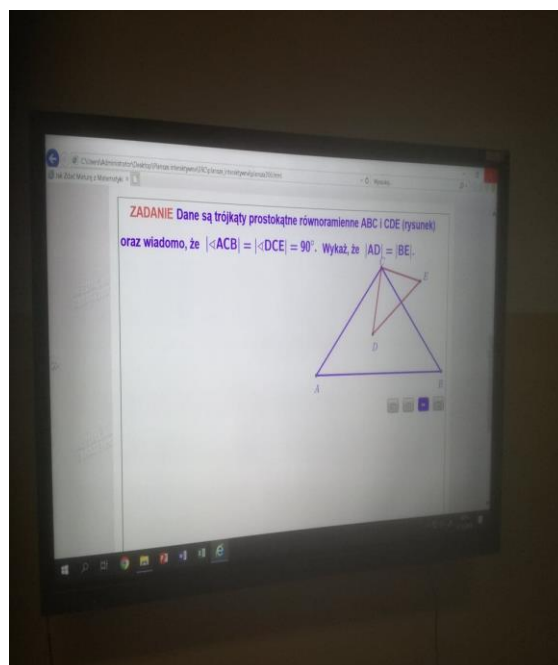 ZADANIE Dane są trójkąty prostokątne równoramienne ABC i CDE (rysunek)
oraz wiadomo, że |∢ACB| = |∢DCE| = 90°. Wykaż, że |AD| = |BE|.
C
E
D
A
B